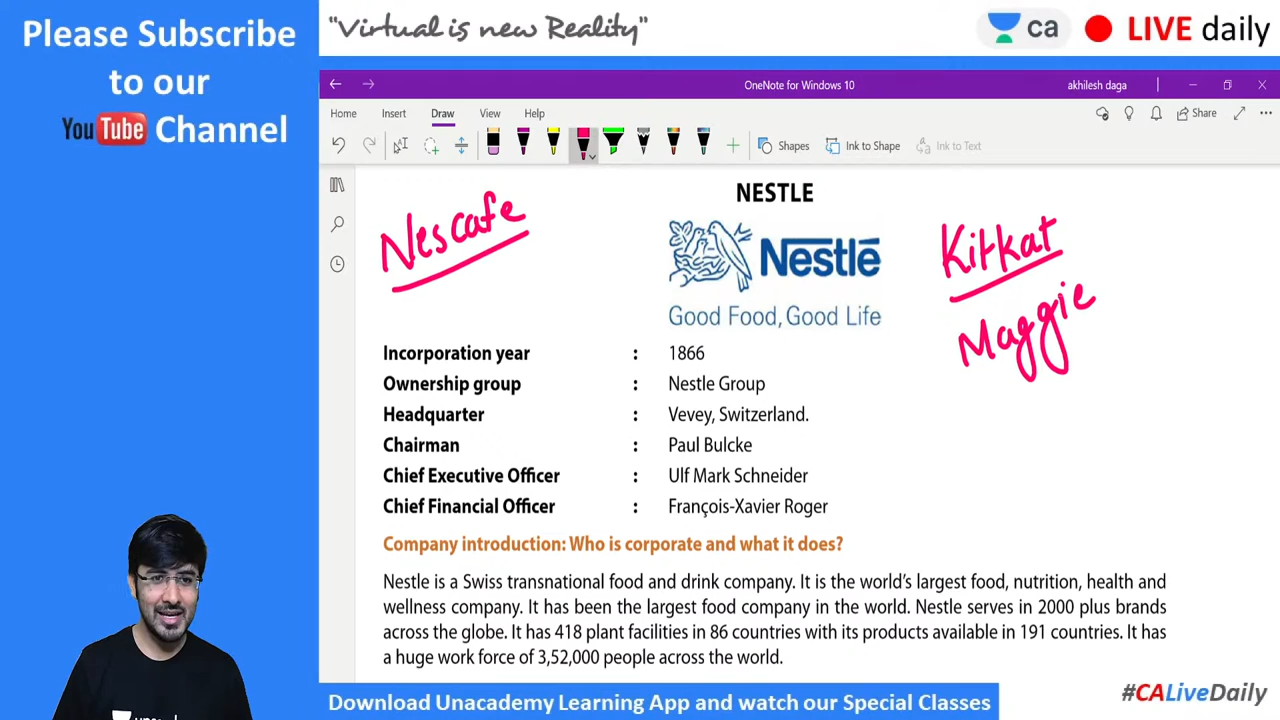 Please Subscribe
to our
YouTube Channel
"Virtual is new Reality"
ca
LIVE daily
OneNote for Windows 10
akhilesh daga
Home Insert Draw View Help
Share
Shapes
Ink to Shape
Ink to Text
NESTLE
Nescafe
Nestlé
Good Food, Good Life
Kitkat
Maggie
Incorporation year : 1866
Ownership group : Nestle Group
Headquarter : Vevey, Switzerland.
Chairman : Paul Bulcke
Chief Executive Officer : Ulf Mark Schneider
Chief Financial Officer : François-Xavier Roger
Company introduction: Who is corporate and what it does?
Nestle is a Swiss transnational food and drink company. It is the world's largest food, nutrition, health and
wellness company. It has been the largest food company in the world. Nestle serves in 2000 plus brands
across the globe. It has 418 plant facilities in 86 countries with its products available in 191 countries. It has
a huge work force of 3,52,000 people across the world.
Download Unacademy Learning App and watch our Special Classes
#CALiveDaily